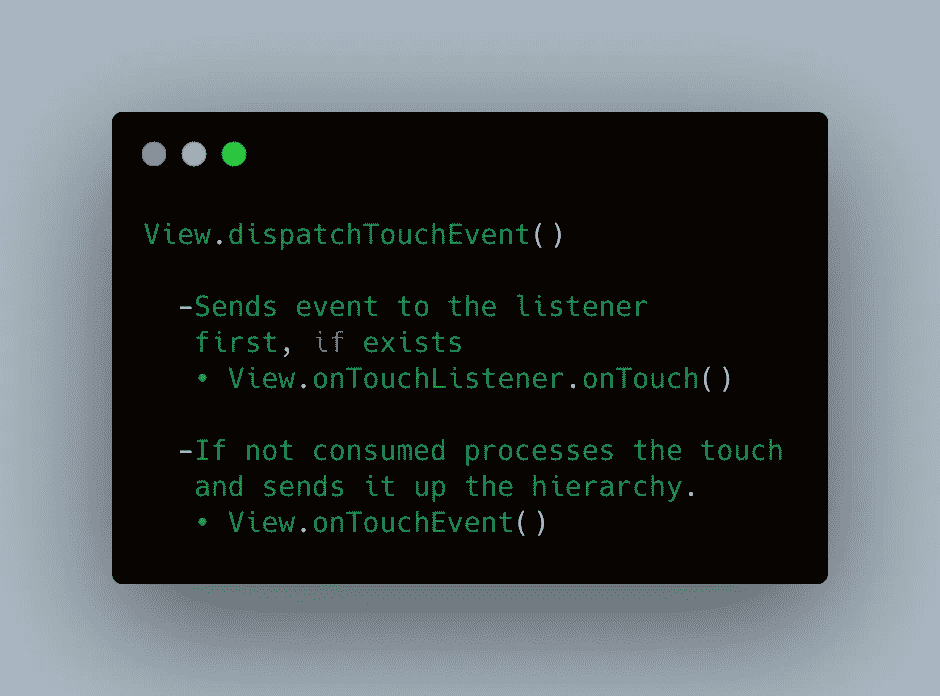 View.dispatchTouchEvent()
-Sends event to the listener
first, if exists
• View.onTouchListener.onTouch()
-If not consumed processes the touch
and sends it up the hierarchy.
• View.onTouchEvent()